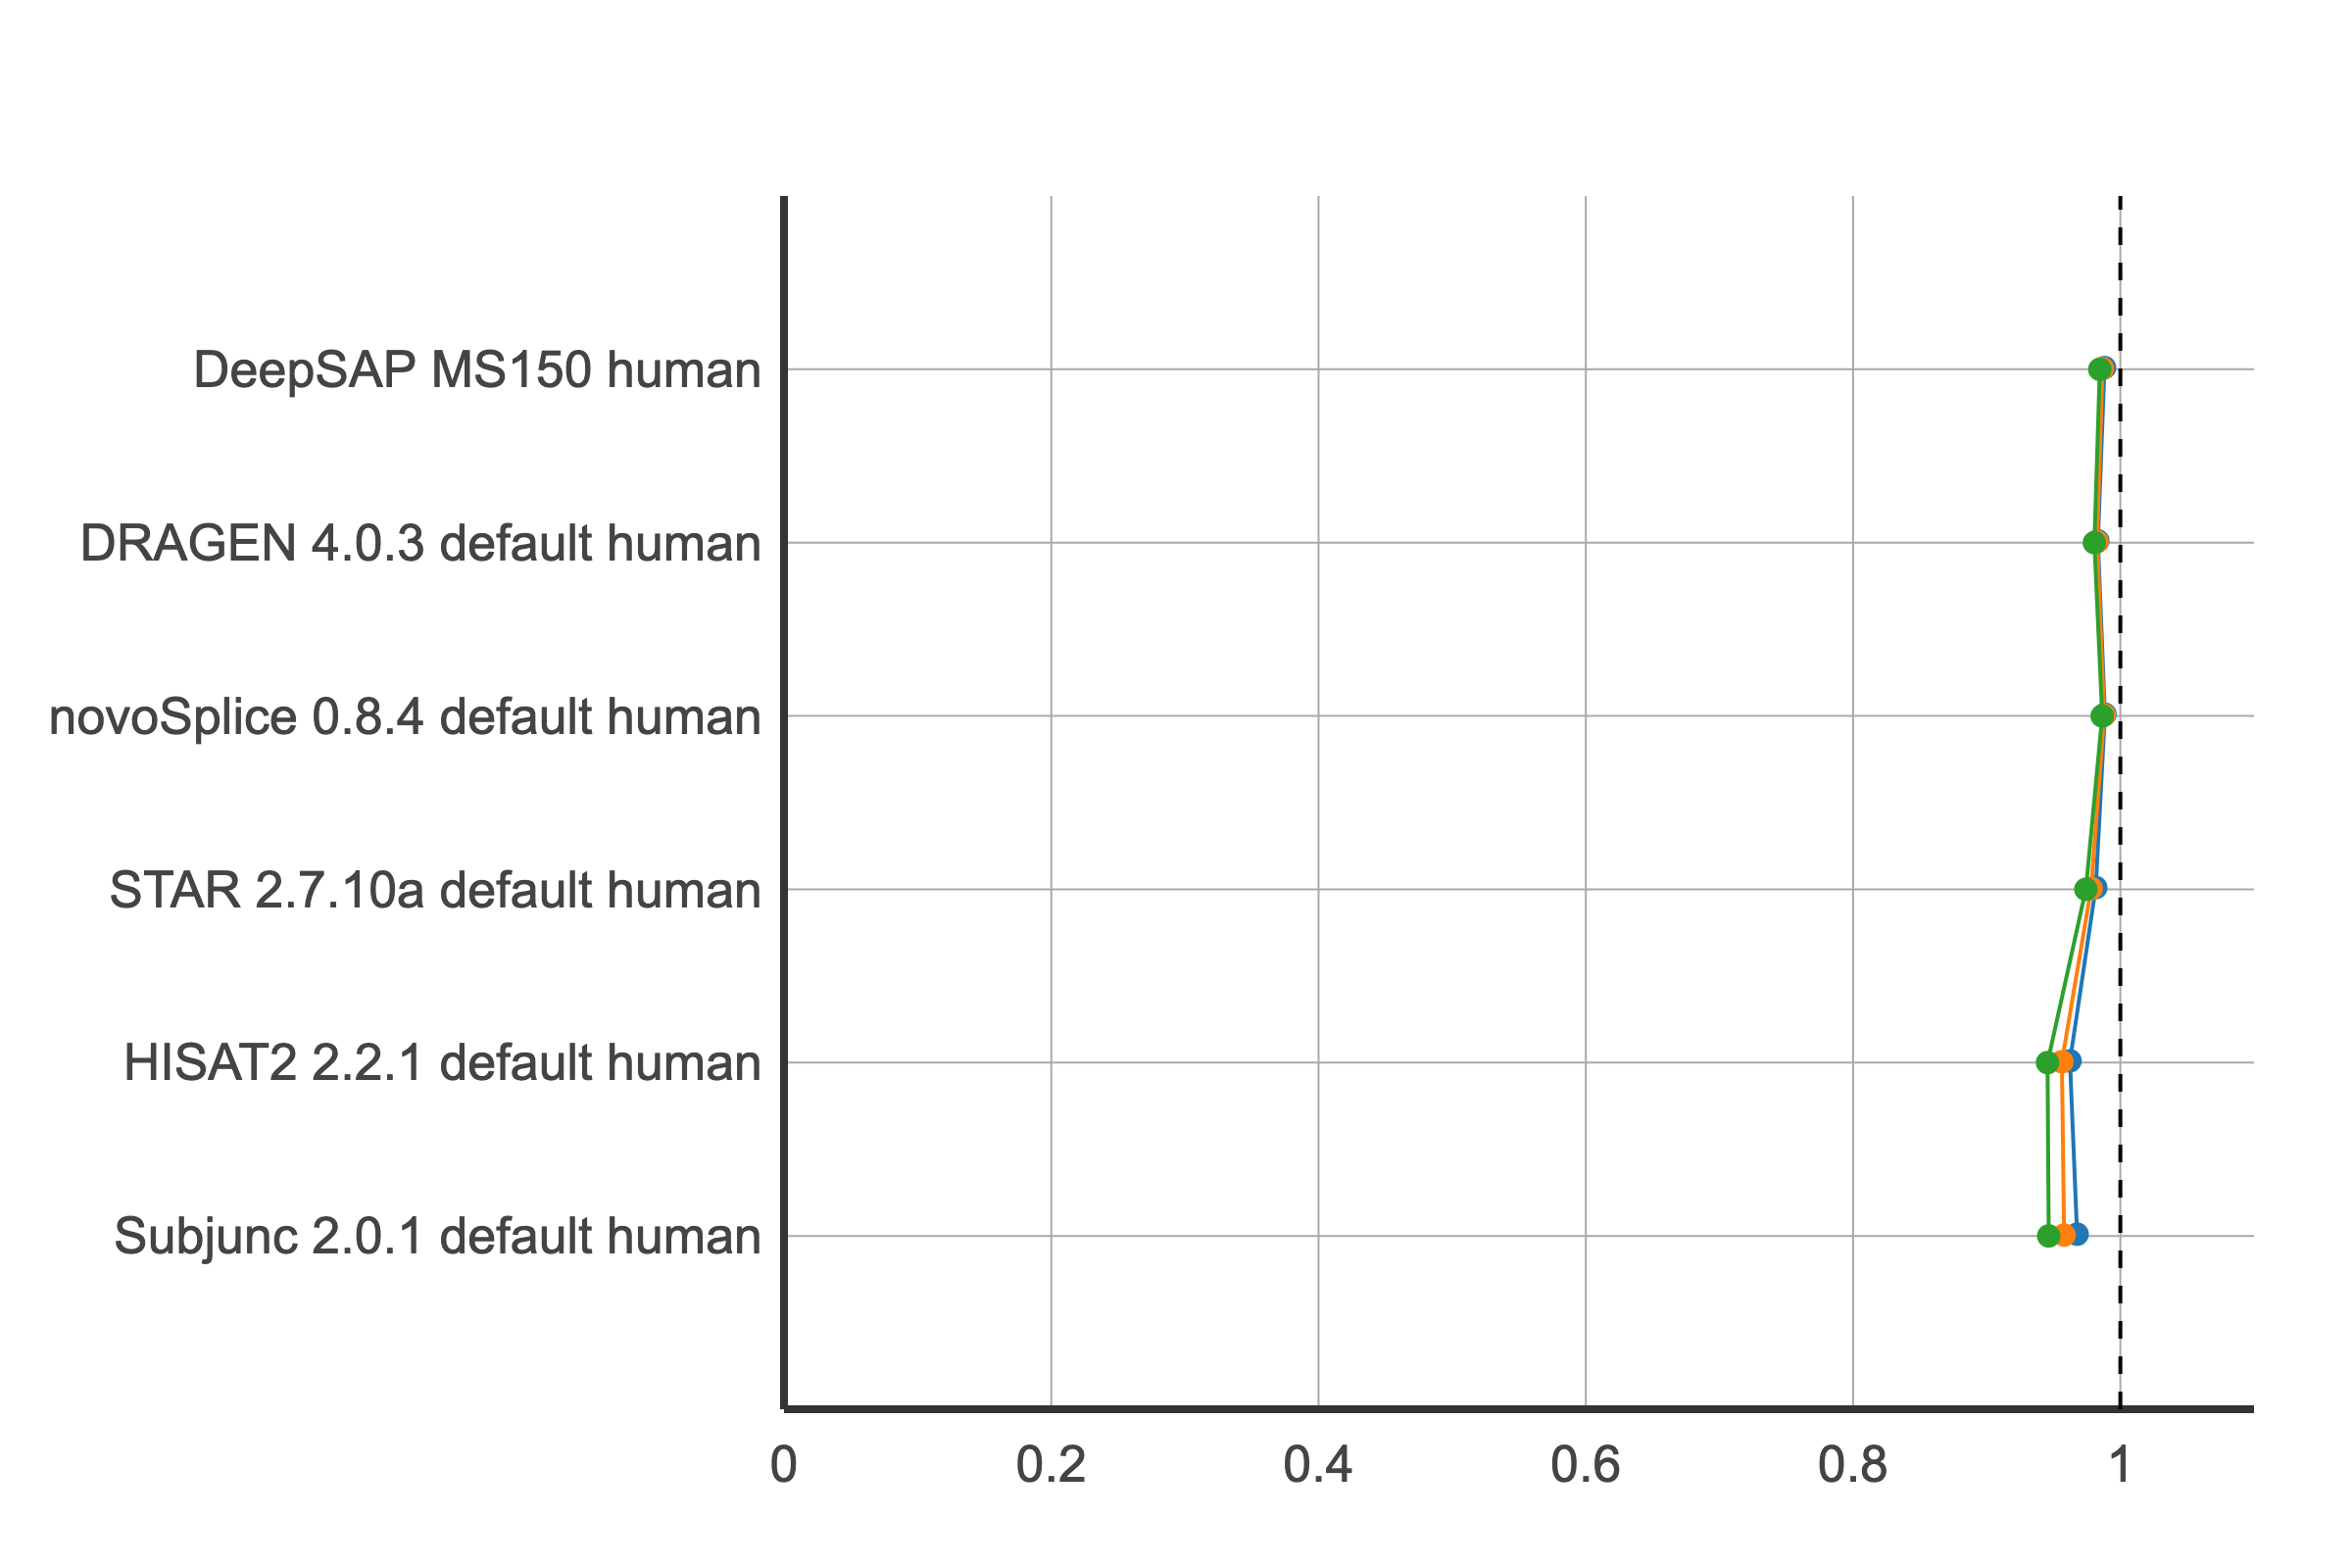 DeepSAP MS150 human
DRAGEN 4.0.3 default human
novoSplice 0.8.4 default human
STAR 2.7.10a default human
HISAT2 2.2.1 default human
Subjunc 2.0.1 default human
0 0.2 0.4 0.6 0.8 1